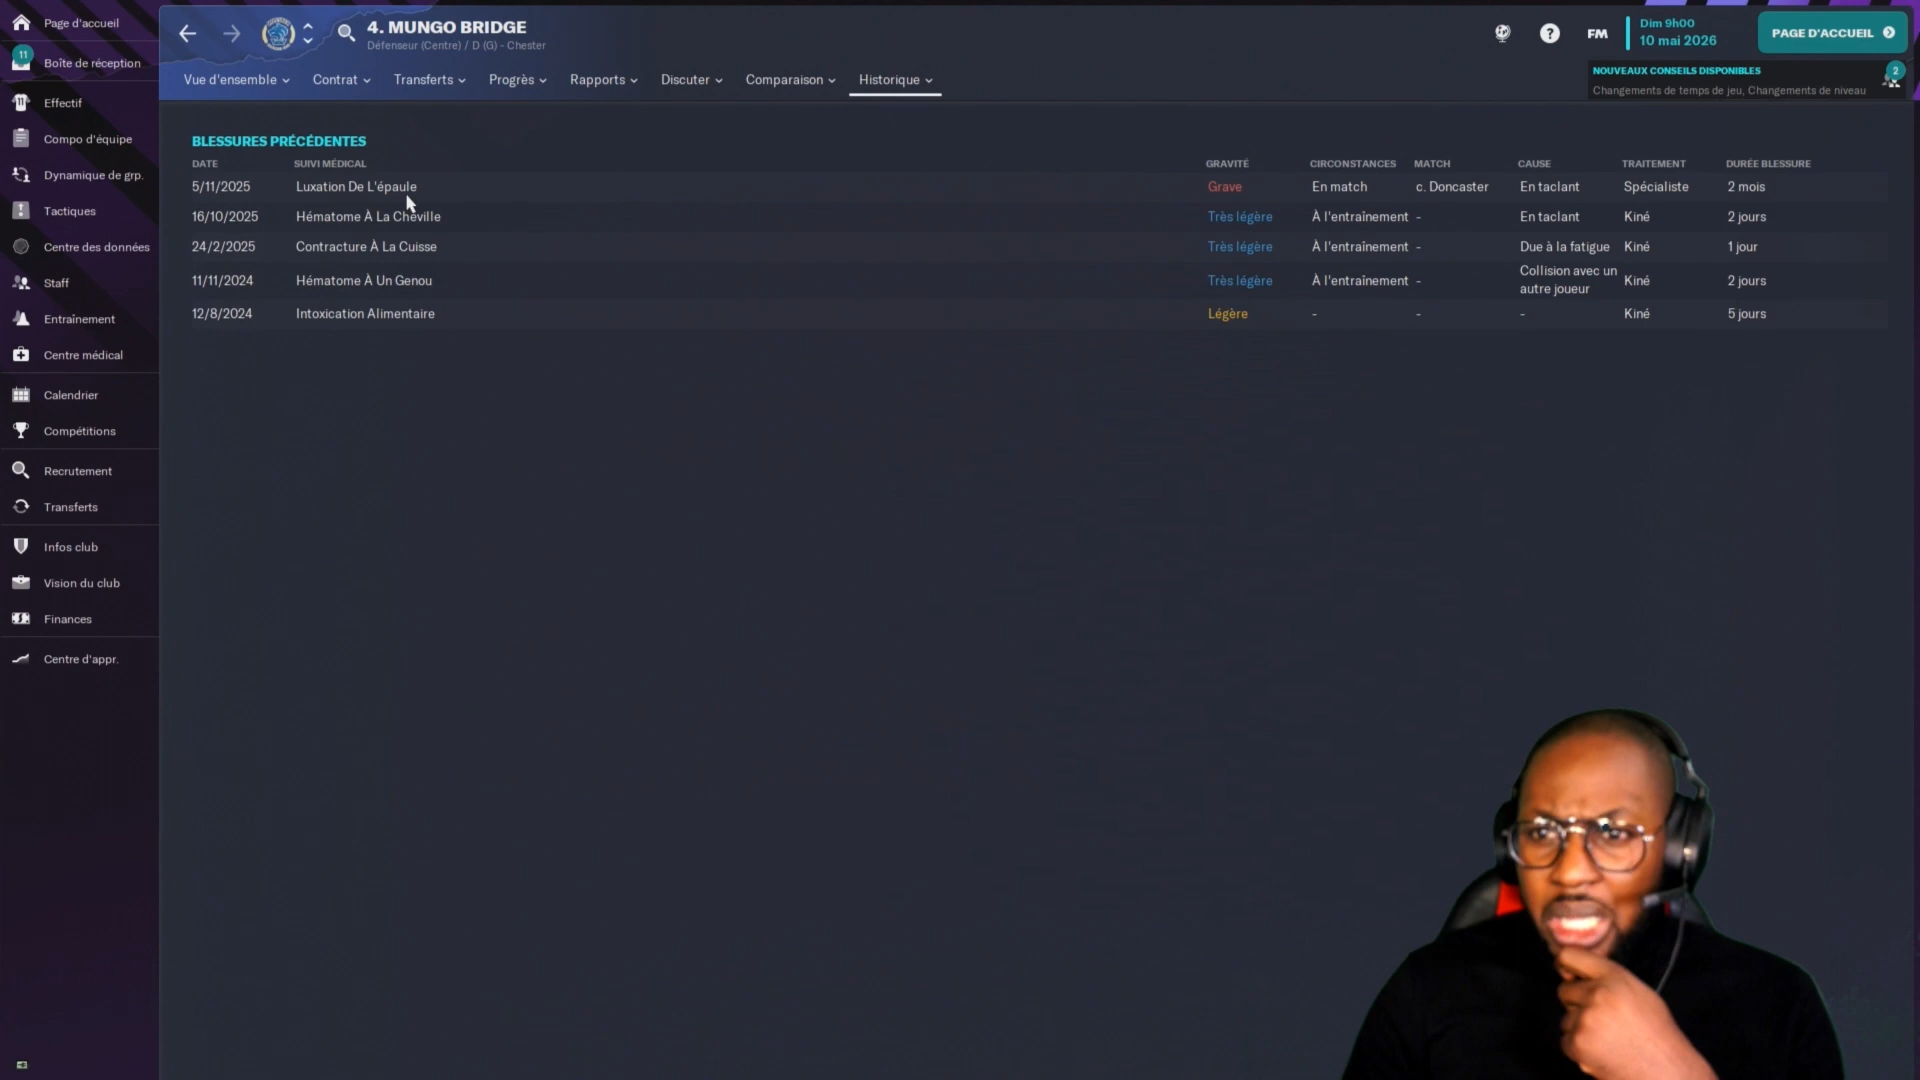 Page d'accueil
11
Boîte de réception
Effectif
Compo d'équipe
Dynamique de grp.
Tactiques
Centre des données
Staff
Entraînement
Centre médical
Calendrier
Compétitions
Recrutement
Transferts
Infos club
Vision du club
Finances
Centre d'appr.
4. MUNGO BRIDGE
Défenseur (Centre) / D (G) - Chester
FM
Dim 9h00
10 mai 2026
PAGE D'ACCUEIL
Vue d'ensemble Contrat Transferts Progrès Rapports Discuter Comparaison Historique
NOUVEAUX CONSEILS DISPONIBLES
2
Changements de temps de jeu, Changements de niveau
BLESSURES PRÉCÉDENTES
DATE SUIVI MÉDICAL GRAVITÉ CIRCONSTANCES MATCH CAUSE TRAITEMENT DURÉE BLESSURE
5/11/2025 Luxation De L'épaule Grave En match c. Doncaster En taclant Spécialiste 2 mois
16/10/2025 Hématome À La Cheville Très légère À l'entraînement - En taclant Kiné 2 jours
24/2/2025 Contracture À La Cuisse Très légère À l'entraînement - Due à la fatigue Kiné 1 jour
11/11/2024 Hématome À Un Genou Très légère À l'entraînement - Collision avec un autre joueur Kiné 2 jours
12/8/2024 Intoxication Alimentaire Légère - - - Kiné 5 jours